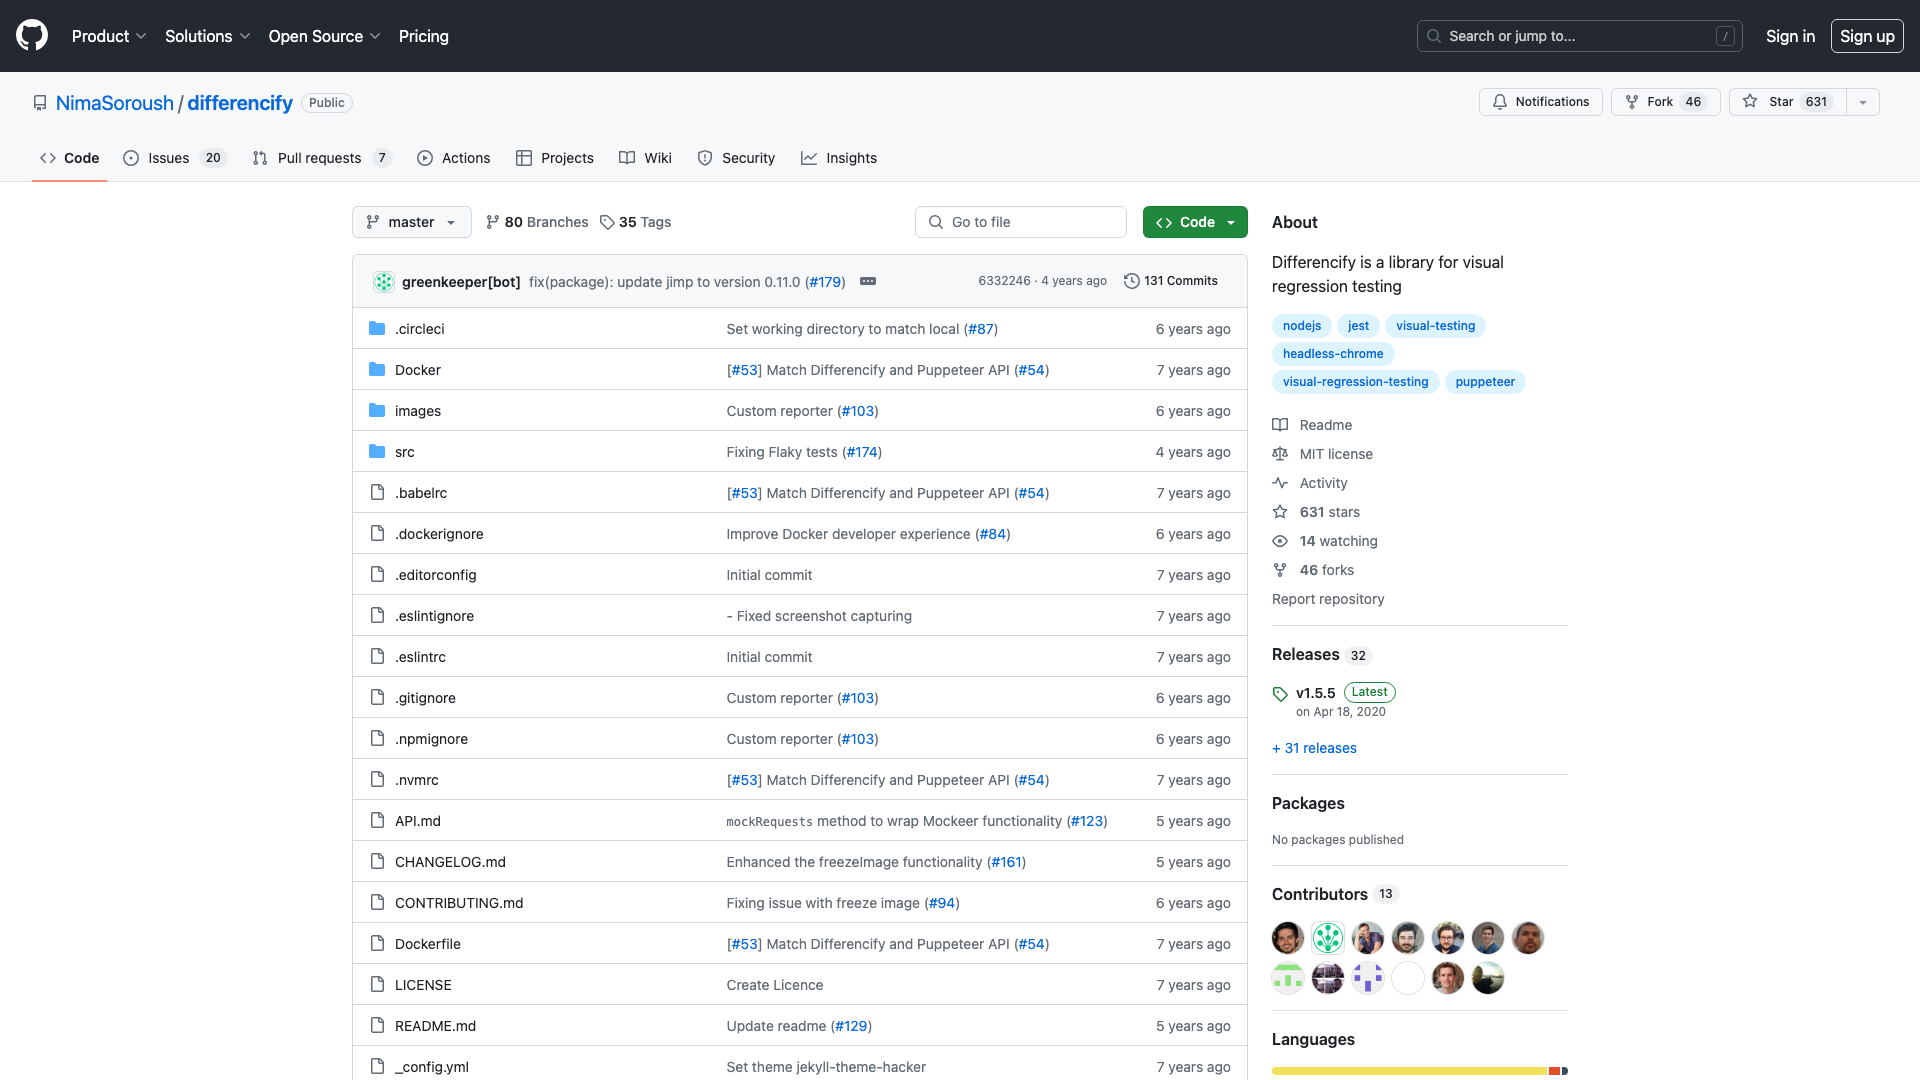 Product Solutions Open Source Pricing Search or jump to... / Sign in Sign up
NimaSoroush / differencify Public Notifications Fork 46 Star 631
Code Issues 20 Pull requests 7 Actions Projects Wiki Security Insights
master 80 Branches 35 Tags Go to file Code
greenkeeper[bot] fix(package): update jimp to version 0.11.0 (#179) 6332246 · 4 years ago 131 Commits
.circleci Set working directory to match local (#87) 6 years ago
Docker [#53] Match Differencify and Puppeteer API (#54) 7 years ago
images Custom reporter (#103) 6 years ago
src Fixing Flaky tests (#174) 4 years ago
.babelrc [#53] Match Differencify and Puppeteer API (#54) 7 years ago
.dockerignore Improve Docker developer experience (#84) 6 years ago
.editorconfig Initial commit 7 years ago
.eslintignore - Fixed screenshot capturing 7 years ago
.eslintrc Initial commit 7 years ago
.gitignore Custom reporter (#103) 6 years ago
.npmignore Custom reporter (#103) 6 years ago
.nvmrc [#53] Match Differencify and Puppeteer API (#54) 7 years ago
API.md mockRequests method to wrap Mockeer functionality (#123) 5 years ago
CHANGELOG.md Enhanced the freezeImage functionality (#161) 5 years ago
CONTRIBUTING.md Fixing issue with freeze image (#94) 6 years ago
Dockerfile [#53] Match Differencify and Puppeteer API (#54) 7 years ago
LICENSE Create Licence 7 years ago
README.md Update readme (#129) 5 years ago
_config.yml Set theme jekyll-theme-hacker 7 years ago
About
Differencify is a library for visual
regression testing
nodejs jest visual-testing
headless-chrome
visual-regression-testing puppeteer
Readme
MIT license
Activity
631 stars
14 watching
46 forks
Report repository
Releases 32
v1.5.5 Latest
on Apr 18, 2020
+ 31 releases
Packages
No packages published
Contributors 13
Languages